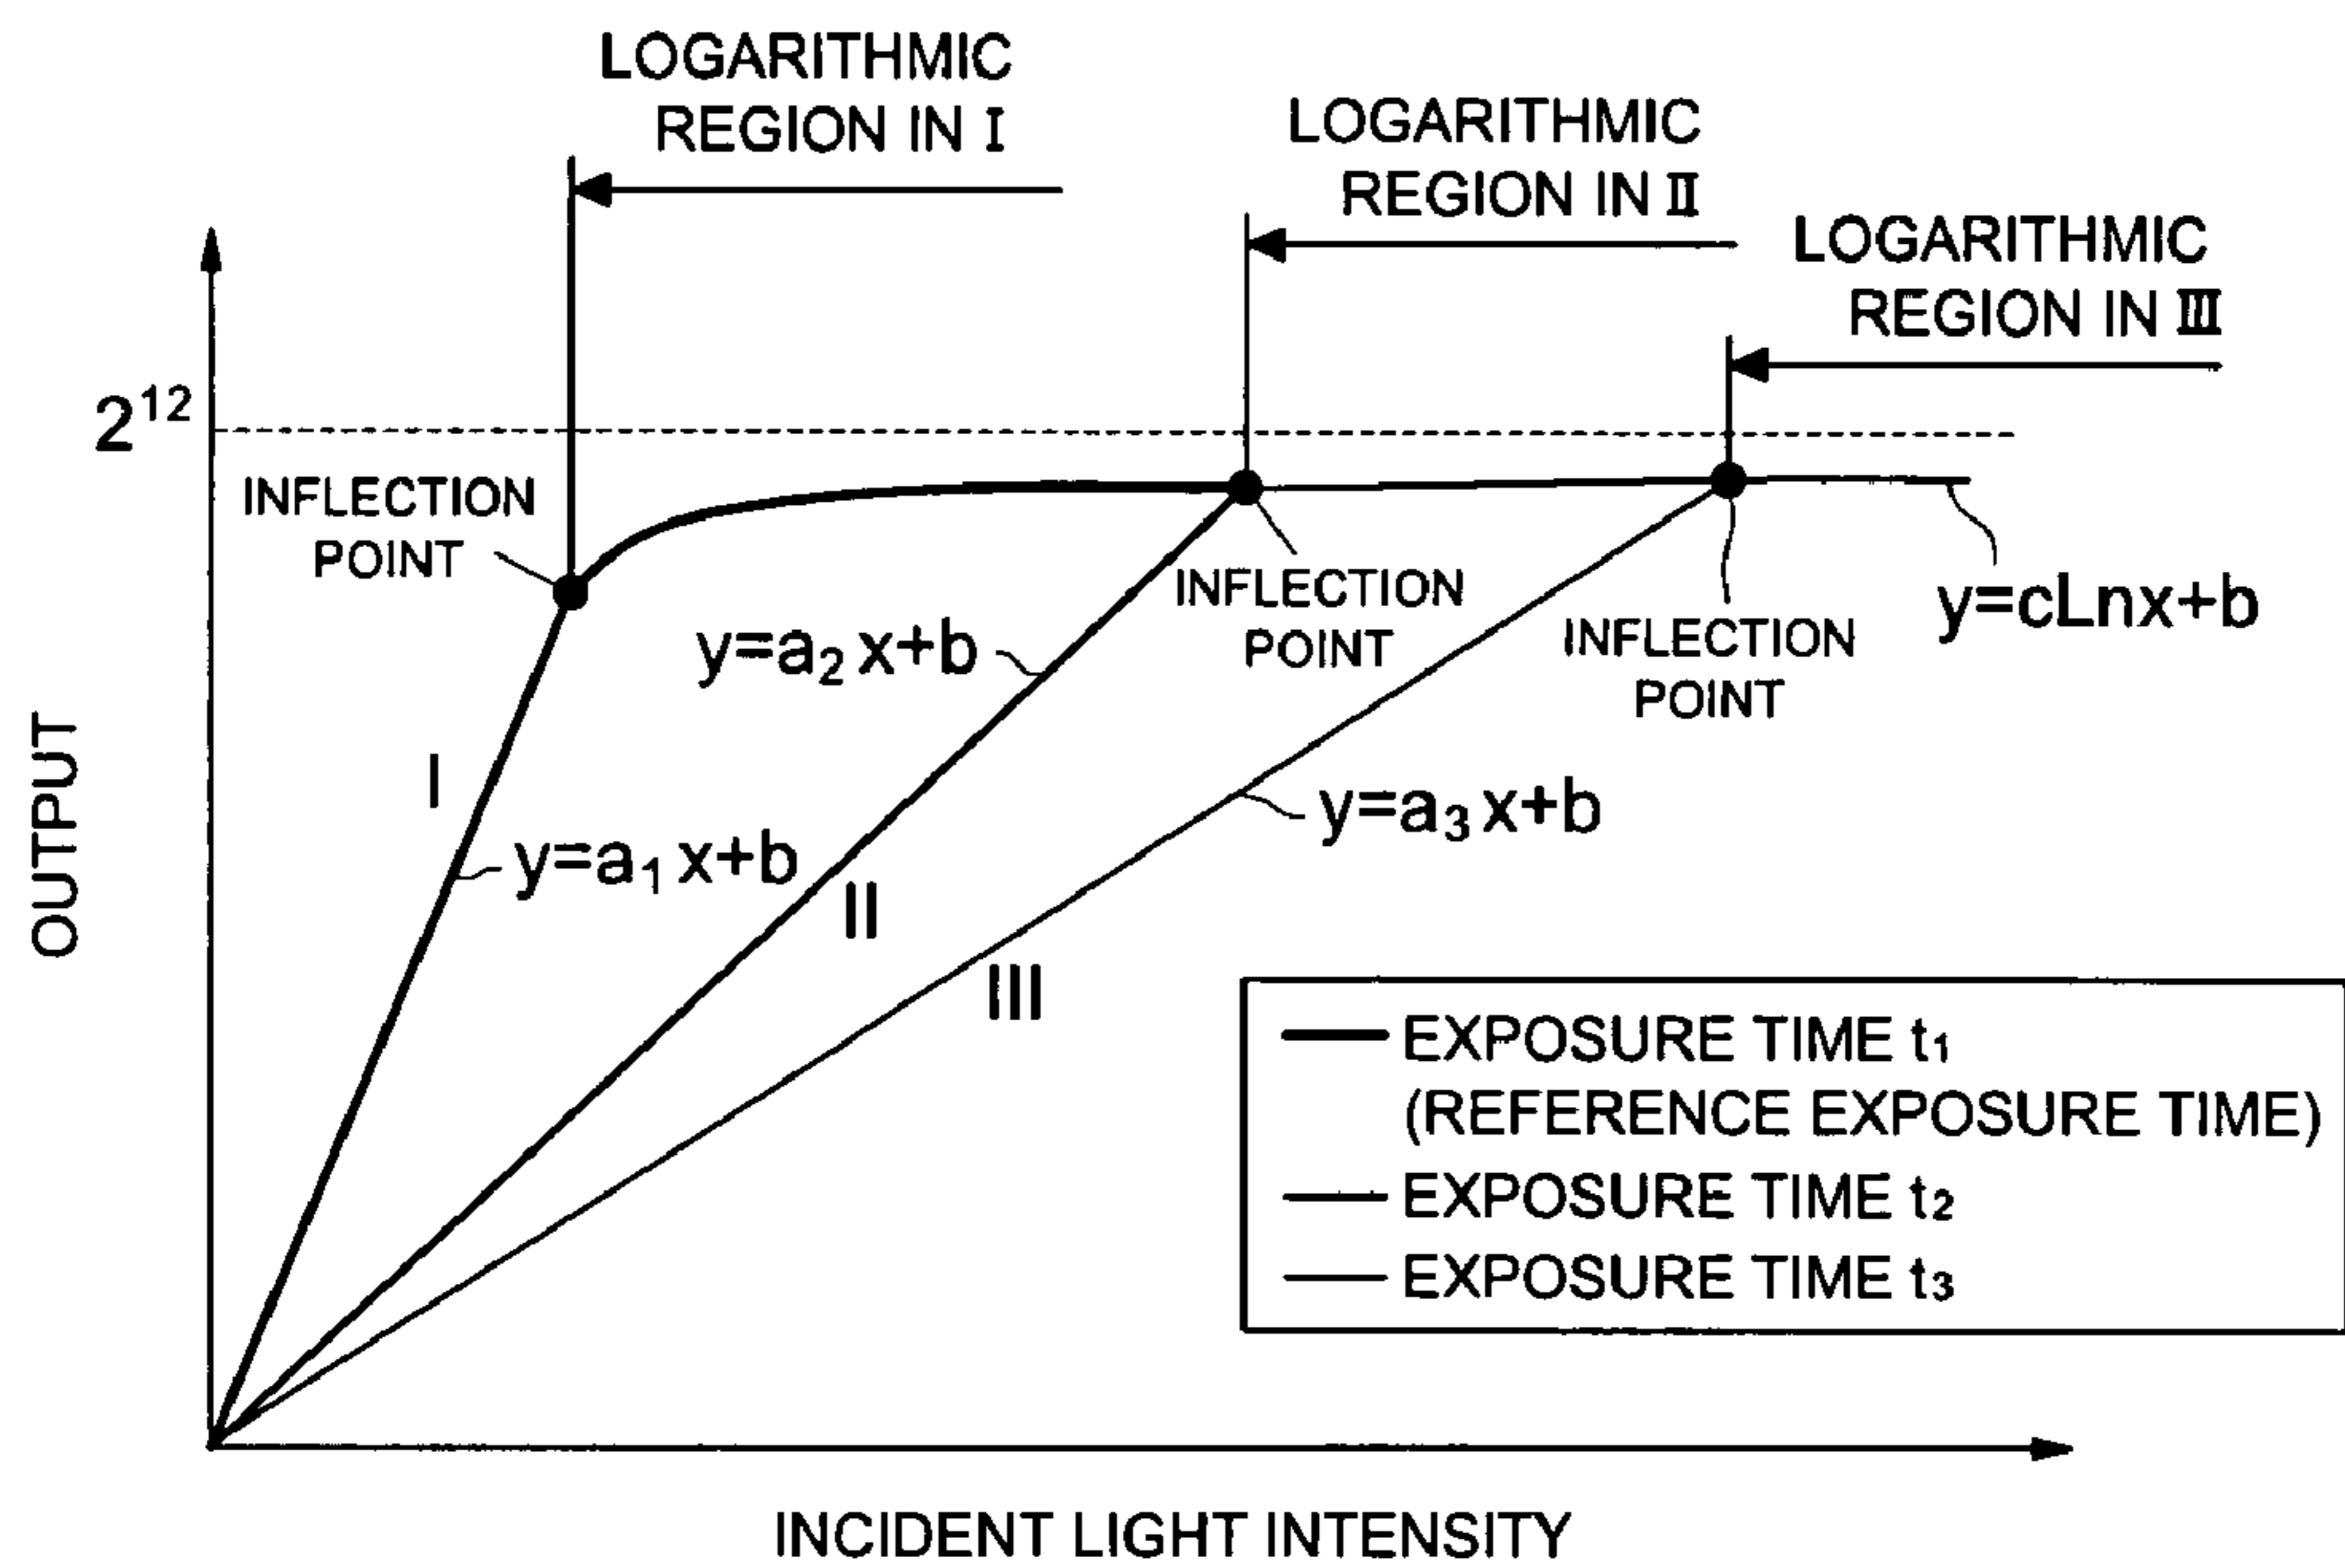 LOGARITHMIC
REGION IN I
LOGARITHMIC
REGION IN II
LOGARITHMIC
REGION IN III
2^12
INFLECTION
POINT
INFLECTION
POINT
INFLECTION
POINT
y=cLnx+b
y=a₂x+b
I
y=a₃x+b
y=a₁x+b
II
III
OUTPUT
EXPOSURE TIME t₁
(REFERENCE EXPOSURE TIME)
EXPOSURE TIME t₂
EXPOSURE TIME t₃
INCIDENT LIGHT INTENSITY